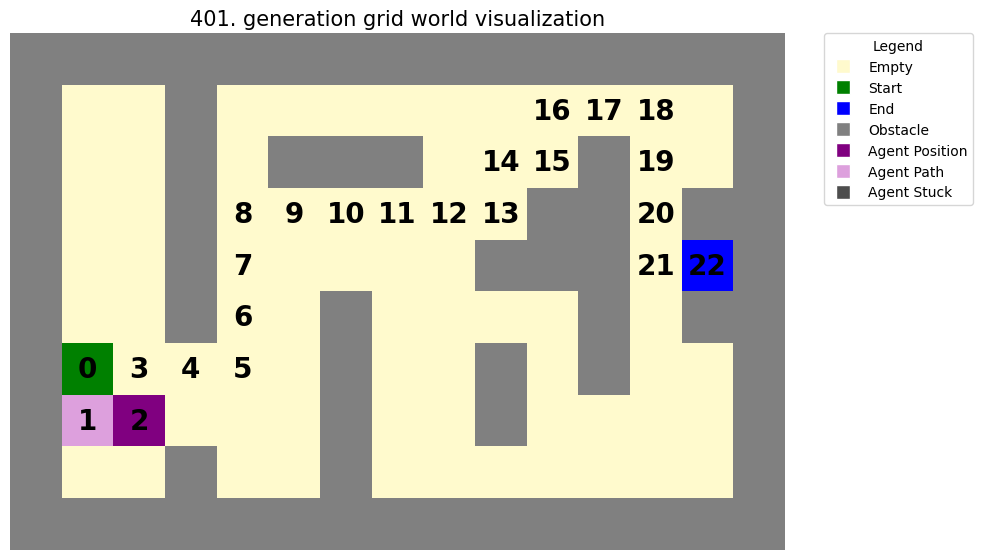 401. generation grid world visualization
16 17 18
14 15 19
8 9 10 11 12 13 20
7 21 22
6
0 3 4 5
1 2
Legend
Empty
Start
End
Obstacle
Agent Position
Agent Path
Agent Stuck